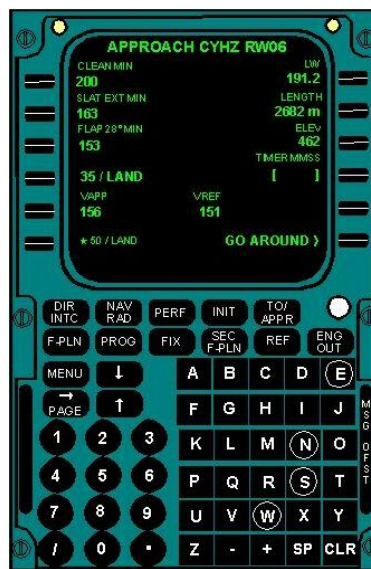 APPROACH CYHZ RW06
CLEAN MIN LW
200 191.2
SLAT EXT MIN LENGTH
163 2682 m
FLAP 28° MIN ELEV
153 462
TIMER MMSS
35 / LAND [ ]
VAPP VREF
156 151
★ 50 / LAND GO AROUND ⟩
DIR INTC
NAV RAD
PERF
INIT
TO/ APPR
F-PLN
PROG
FIX
SEC F-PLN
REF
ENG OUT
MENU ↓
→ PAGE ↑
A B C D E
F G H I J
K L M N O
P Q R S T
U V W X Y
Z - + SP CLR
1 2 3
4 5 6
7 8 9
/ 0 •
MSG OFST